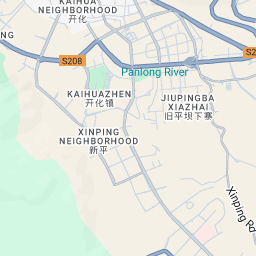 KAIHUA
NEIGHBORHOOD
开化
S208
S2
Panlong River
KAIHUAZHEN
开化镇
JIUPINGBA
XIAZHAI
旧平坝下寨
XINPING
NEIGHBORHOOD
新平
Xinping Rd